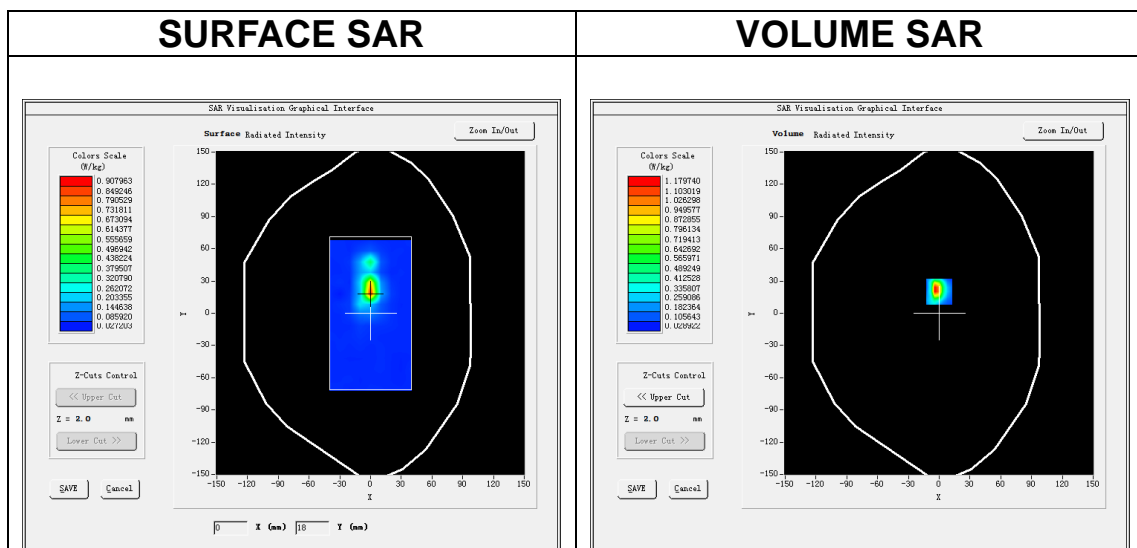 SURFACE SAR
SAR Visualisation Graphical Interface
Surface Radiated Intensity
Zoom In/Out
Colors Scale
(W/kg)
0.907963
0.849246
0.790529
0.731811
0.673094
0.614377
0.555659
0.496942
0.438224
0.379507
0.320790
0.262072
0.203355
0.144638
0.085920
0.027203
Z-Cuts Control
<< Upper Cut
Z = 2.0 mm
Lower Cut >>
SAVE Cancel
150
120
90
60
30
0
-30
-60
-90
-120
-150
Y
-150 -120 -90 -60 -30 0 30 60 90 120 150
X
0 X (mm) 18 Y (mm)
VOLUME SAR
SAR Visualisation Graphical Interface
Volume Radiated Intensity
Zoom In/Out
Colors Scale
(W/kg)
1.179740
1.103019
1.026298
0.949577
0.872855
0.796134
0.719413
0.642692
0.565971
0.489249
0.412528
0.335807
0.259086
0.182364
0.105643
0.028922
Z-Cuts Control
<< Upper Cut
Z = 2.0 mm
Lower Cut >>
SAVE Cancel
150
120
90
60
30
0
-30
-60
-90
-120
-150
Y
-150 -120 -90 -60 -30 0 30 60 90 120 150
X